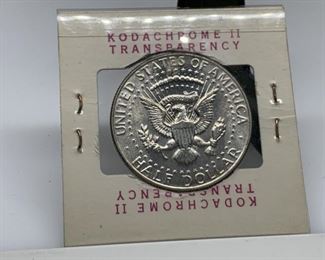 KODACHROME II
TRANSPARENCY
UNITED STATES OF AMERICA
HALF DOLLAR
KODACHROME II
TRANSPARENCY